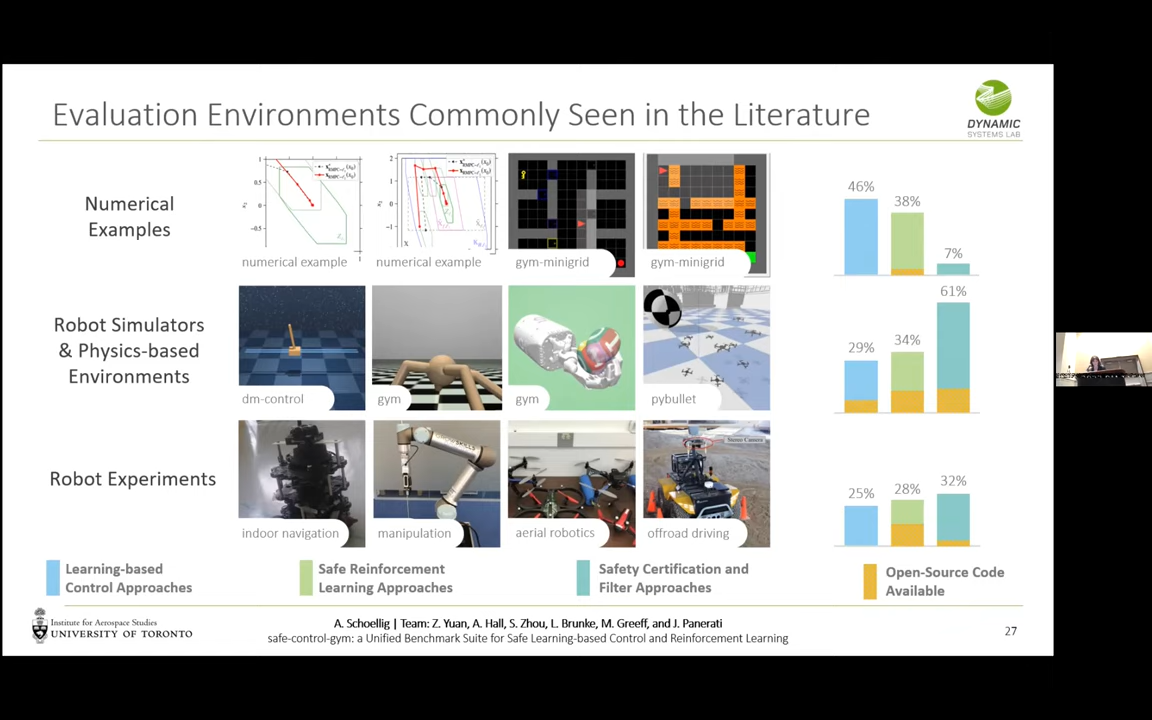 Evaluation Environments Commonly Seen in the Literature
DYNAMIC
SYSTEMS LAB
Numerical
Examples
numerical example
numerical example
gym-minigrid
gym-minigrid
46%
38%
7%
Robot Simulators
& Physics-based
Environments
dm-control
gym
gym
pybullet
29%
34%
61%
Robot Experiments
Stereo Camera
indoor navigation
manipulation
aerial robotics
offroad driving
25%
28%
32%
Learning-based
Control Approaches
Safe Reinforcement
Learning Approaches
Safety Certification and
Filter Approaches
Open-Source Code
Available
Institute for Aerospace Studies
UNIVERSITY OF TORONTO
A. Schoellig | Team: Z. Yuan, A. Hall, S. Zhou, L. Brunke, M. Greeff, and J. Panerati
safe-control-gym: a Unified Benchmark Suite for Safe Learning-based Control and Reinforcement Learning
27